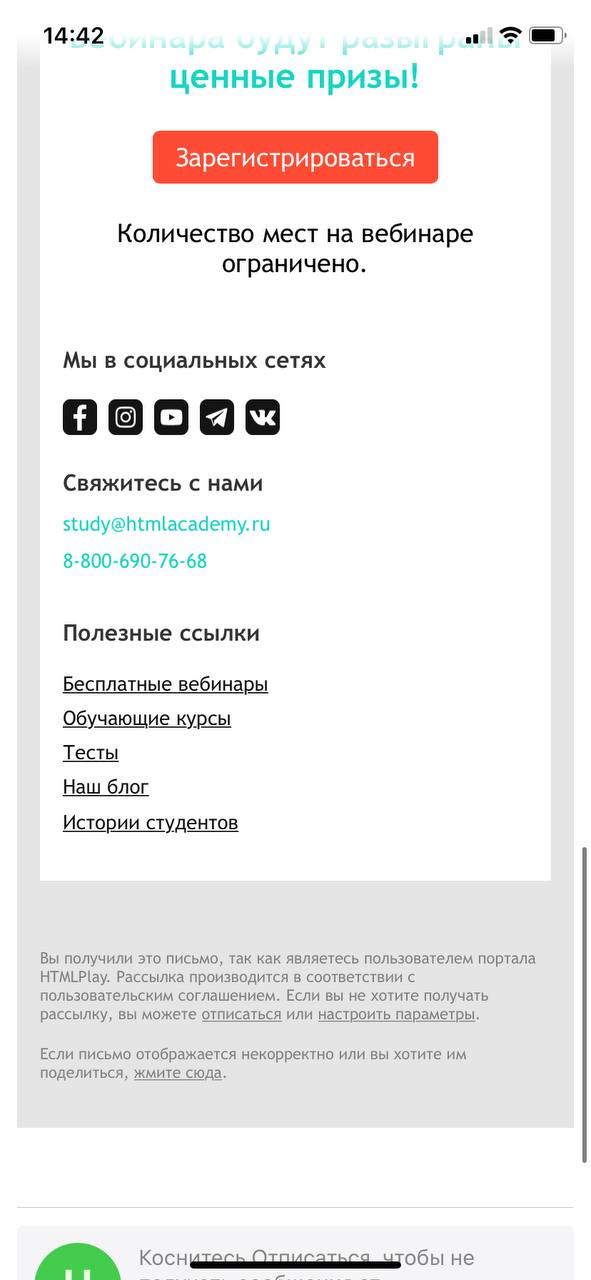 14:42
вебинара будут разыграны
ценные призы!
Зарегистрироваться
Количество мест на вебинаре
ограничено.
Мы в социальных сетях
Свяжитесь с нами
study@htmlacademy.ru
8-800-690-76-68
Полезные ссылки
Бесплатные вебинары
Обучающие курсы
Тесты
Наш блог
Истории студентов
Вы получили это письмо, так как являетесь пользователем портала
HTMLPlay. Рассылка производится в соответствии с
пользовательским соглашением. Если вы не хотите получать
рассылку, вы можете отписаться или настроить параметры.
Если письмо отображается некорректно или вы хотите им
поделиться, жмите сюда.
Коснитесь Отписаться, чтобы не